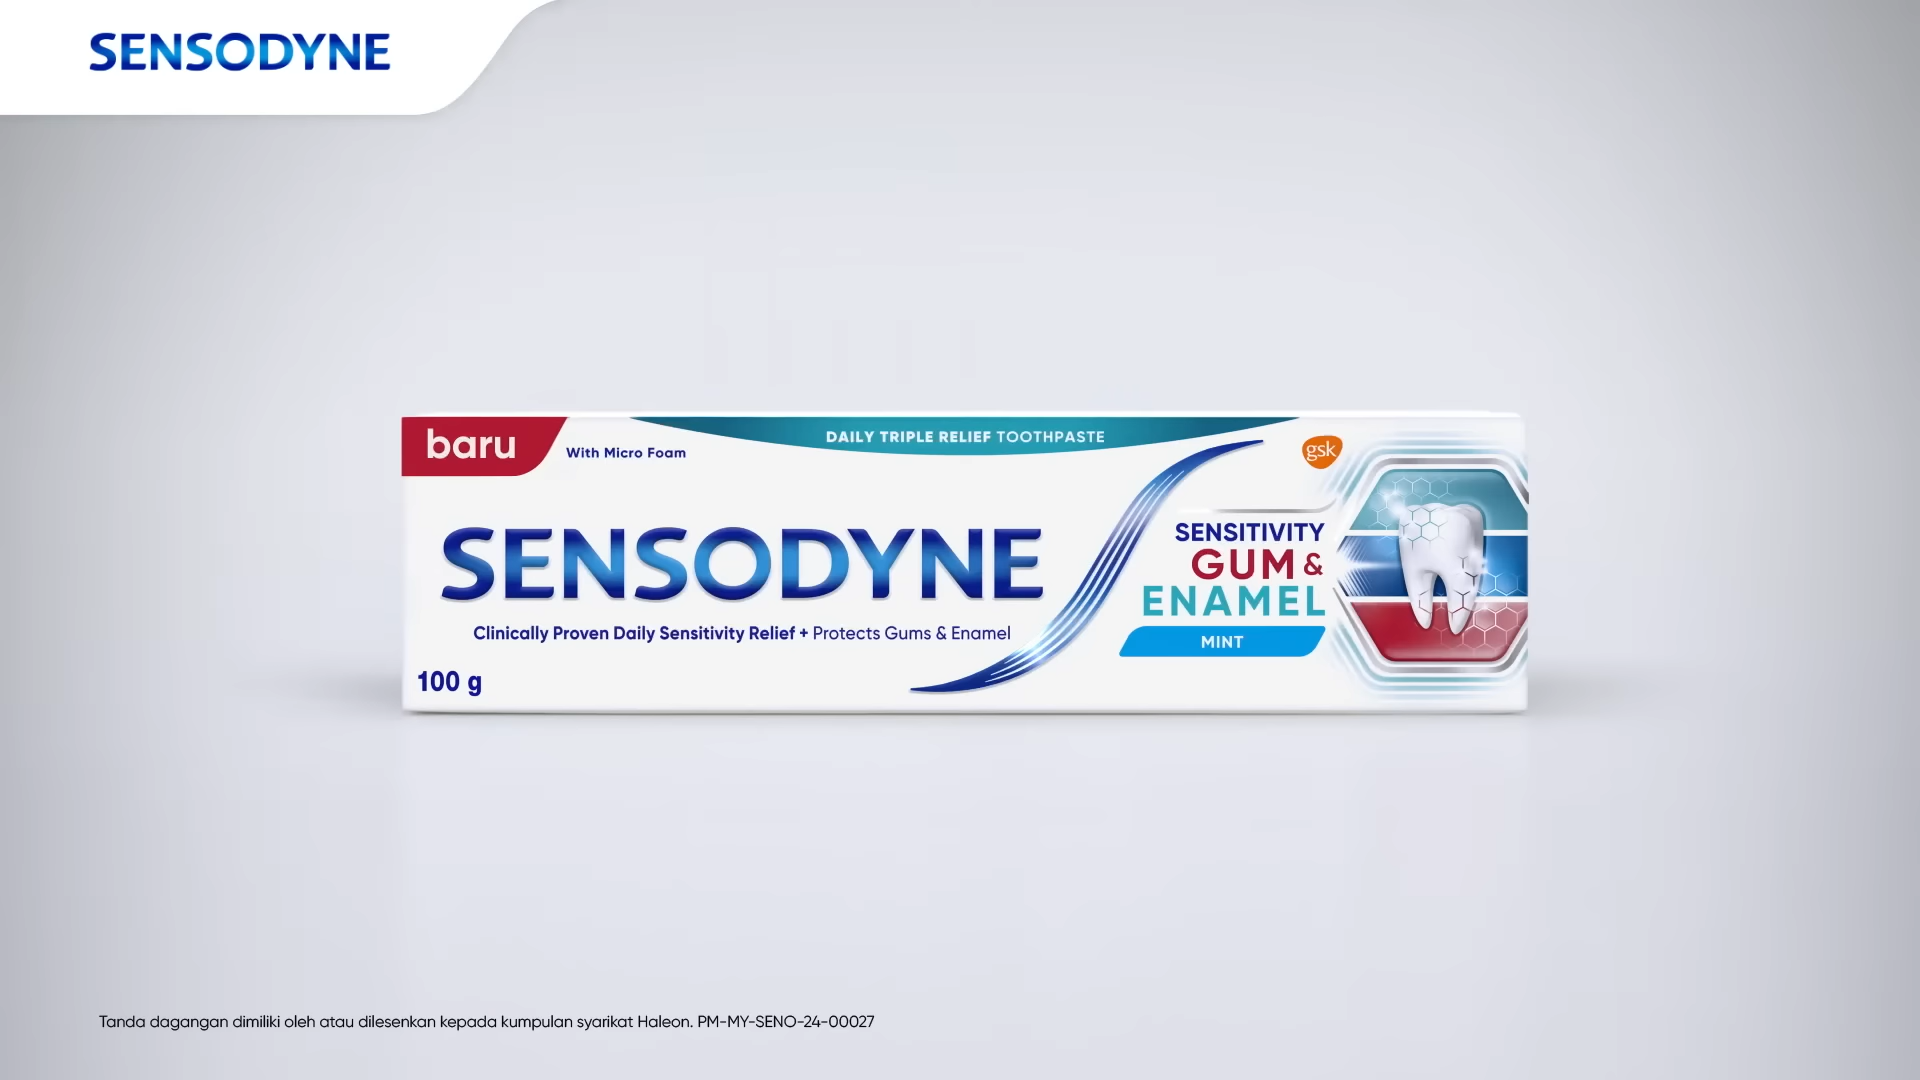 SENSODYNE
baru
With Micro Foam
DAILY TRIPLE RELIEF TOOTHPASTE
gsk
SENSODYNE
SENSITIVITY
GUM &
ENAMEL
MINT
Clinically Proven Daily Sensitivity Relief + Protects Gums & Enamel
100 g
Tanda dagangan dimiliki oleh atau dilesenkan kepada kumpulan syarikat Haleon. PM-MY-SENO-24-00027